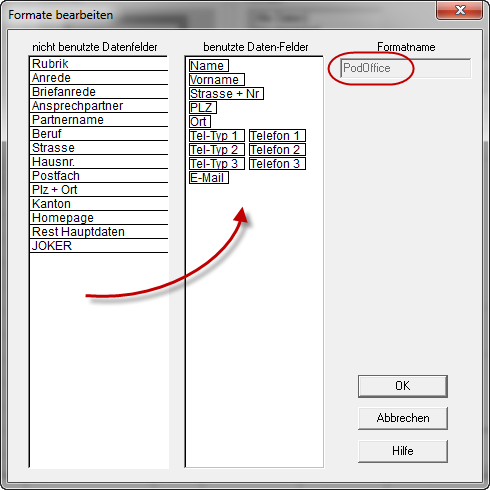 Formate bearbeiten
nicht benutzte Datenfelder
Rubrik
Anrede
Briefanrede
Ansprechpartner
Partnername
Beruf
Strasse
Hausnr.
Postfach
Plz + Ort
Kanton
Homepage
Rest Hauptdaten
JOKER
benutzte Daten-Felder
Name
Vorname
Strasse + Nr
PLZ
Ort
Tel-Typ 1 Telefon 1
Tel-Typ 2 Telefon 2
Tel-Typ 3 Telefon 3
E-Mail
Formatname
PodOffice
OK
Abbrechen
Hilfe